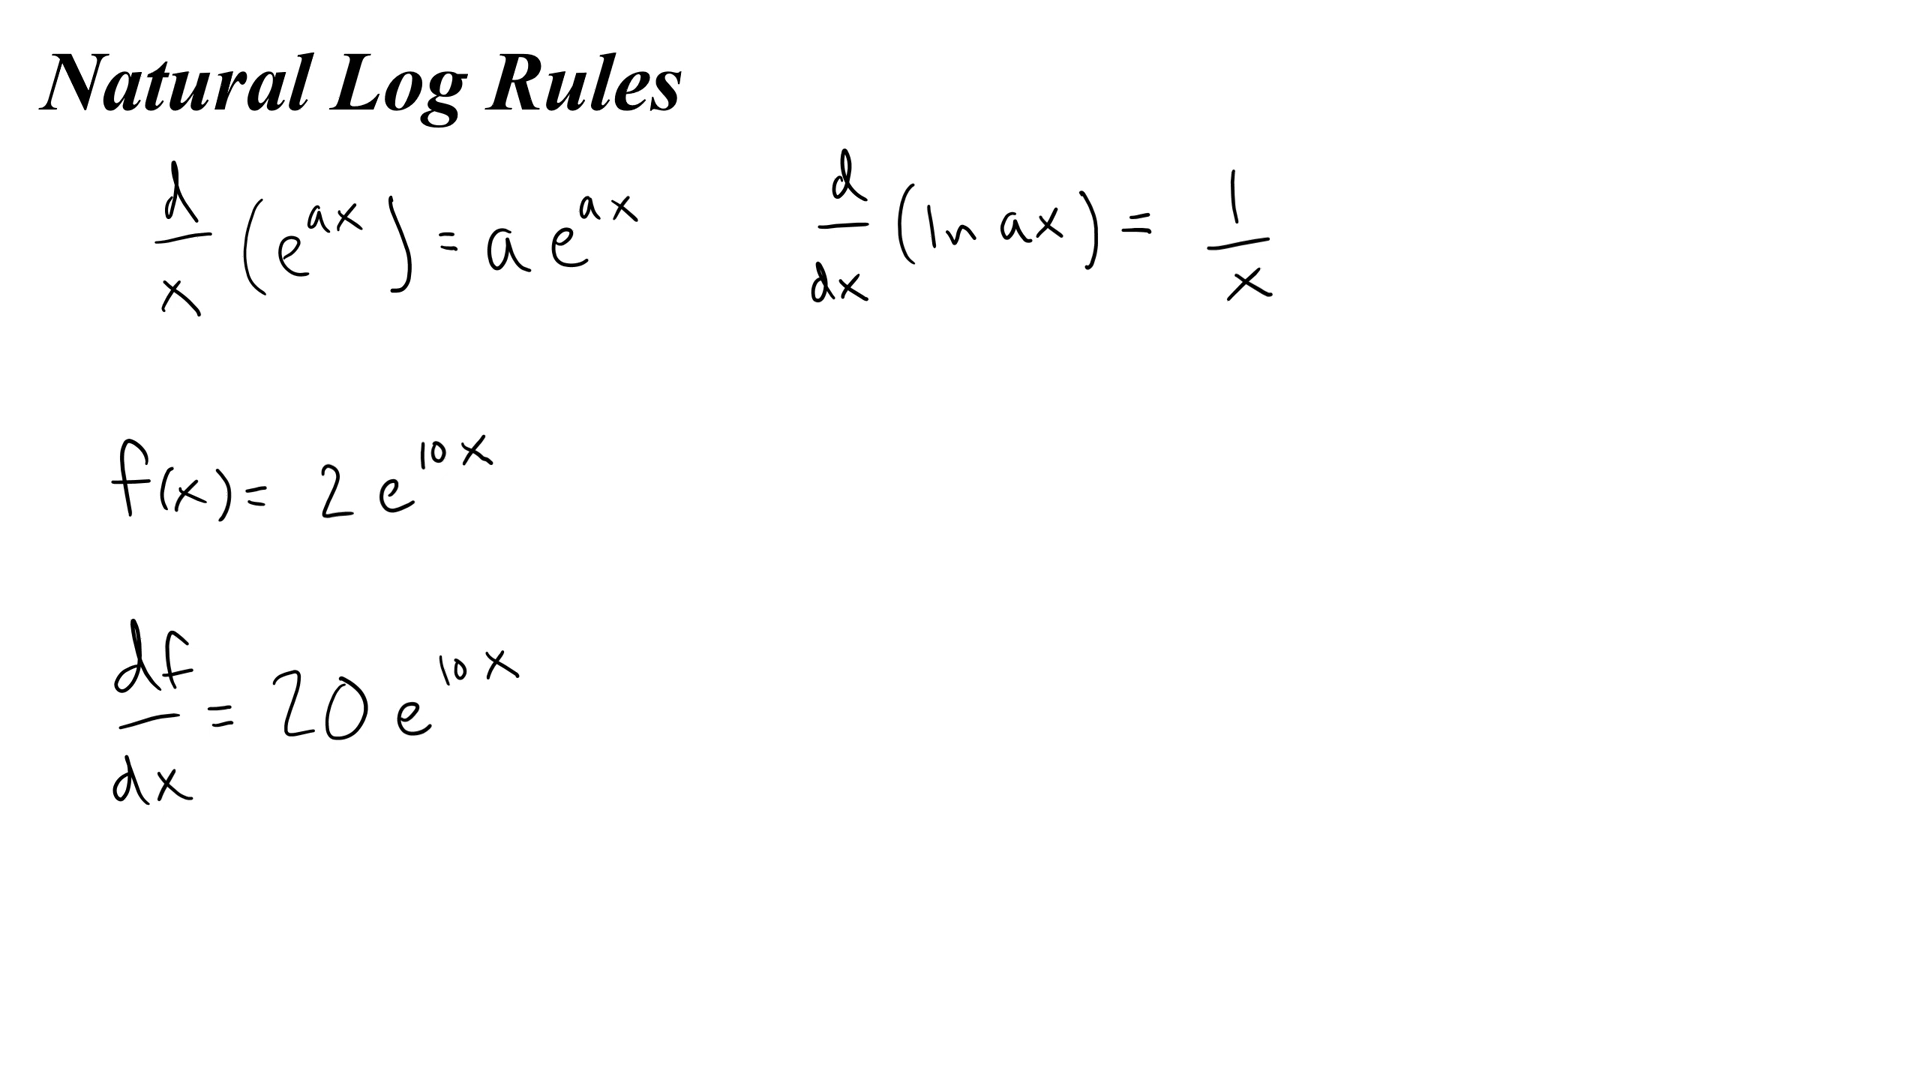 Natural Log Rules
d/x (e^{ax}) = a e^{ax}
d/dx (ln ax) = 1/x
f(x) = 2 e^{10x}
df/dx = 20 e^{10x}